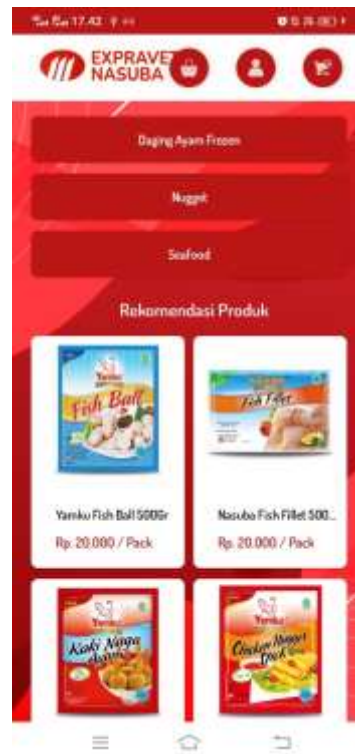 17.43
EXPRAVET
NASUBA
Daging Ayam Frozen
Nugget
Seafood
Rekomendasi Produk
Yamku
Fish Ball
Fish Fillet
Yamku Fish Ball 500Gr
Nasuba Fish Fillet 500...
Rp. 20.000 / Pack
Rp. 20.000 / Pack
Yamku
Kaki Naga
Ayam
Yamku
Chicken Nugget
Stick